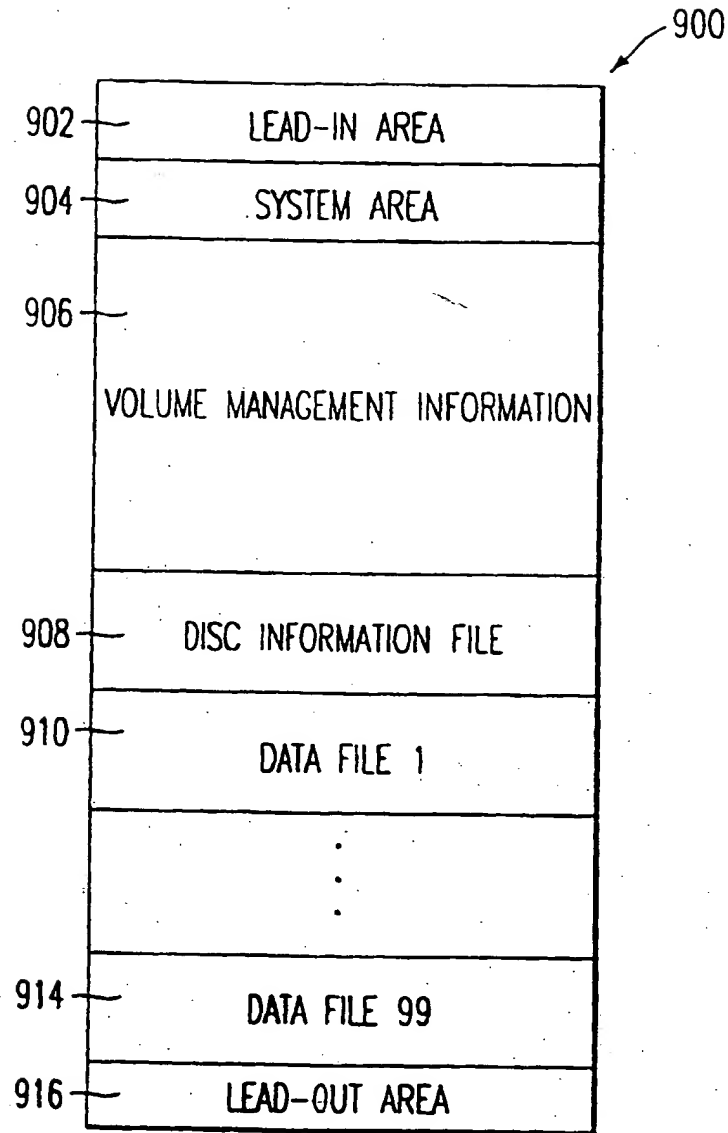 900
902 LEAD-IN AREA
904 SYSTEM AREA
906
VOLUME MANAGEMENT INFORMATION
908 DISC INFORMATION FILE
910
DATA FILE 1
914 DATA FILE 99
916 LEAD-OUT AREA